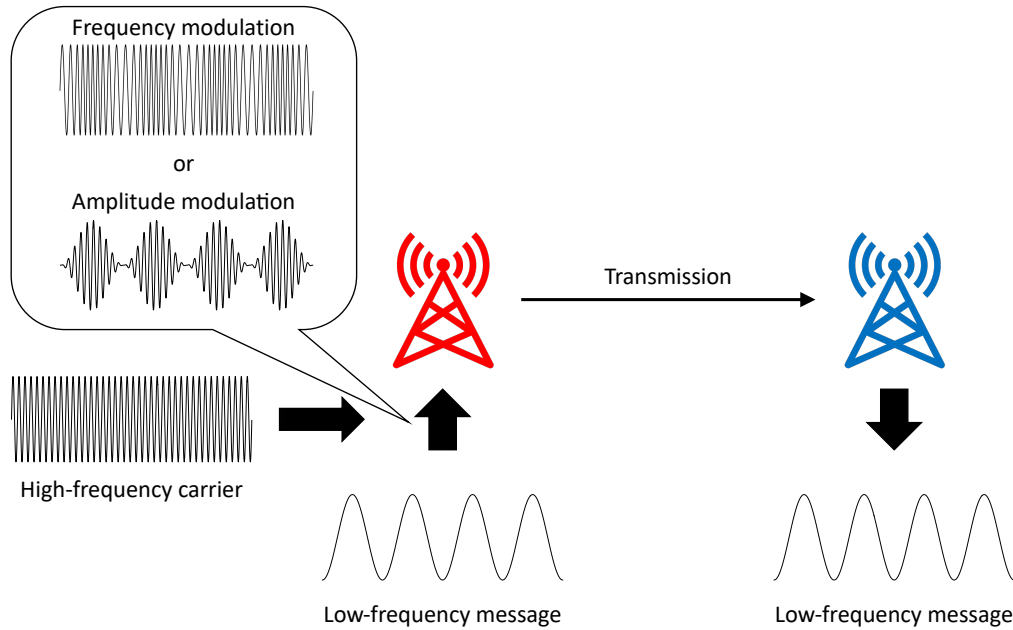 Frequency modulation
or
Amplitude modulation
Transmission
High-frequency carrier
Low-frequency message
Low-frequency message